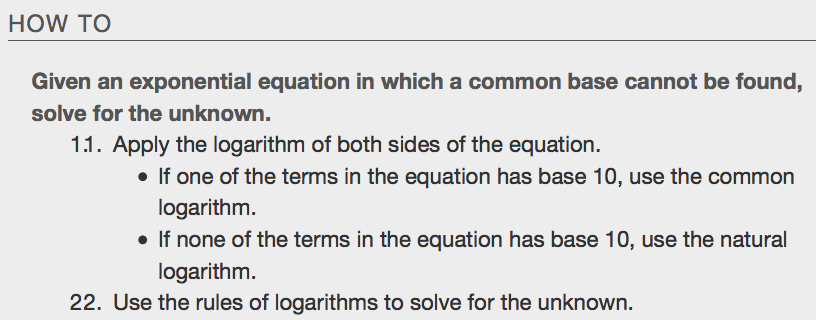 HOW TO
Given an exponential equation in which a common base cannot be found,
solve for the unknown.
1.1. Apply the logarithm of both sides of the equation.
• If one of the terms in the equation has base 10, use the common
logarithm.
• If none of the terms in the equation has base 10, use the natural
logarithm.
22. Use the rules of logarithms to solve for the unknown.